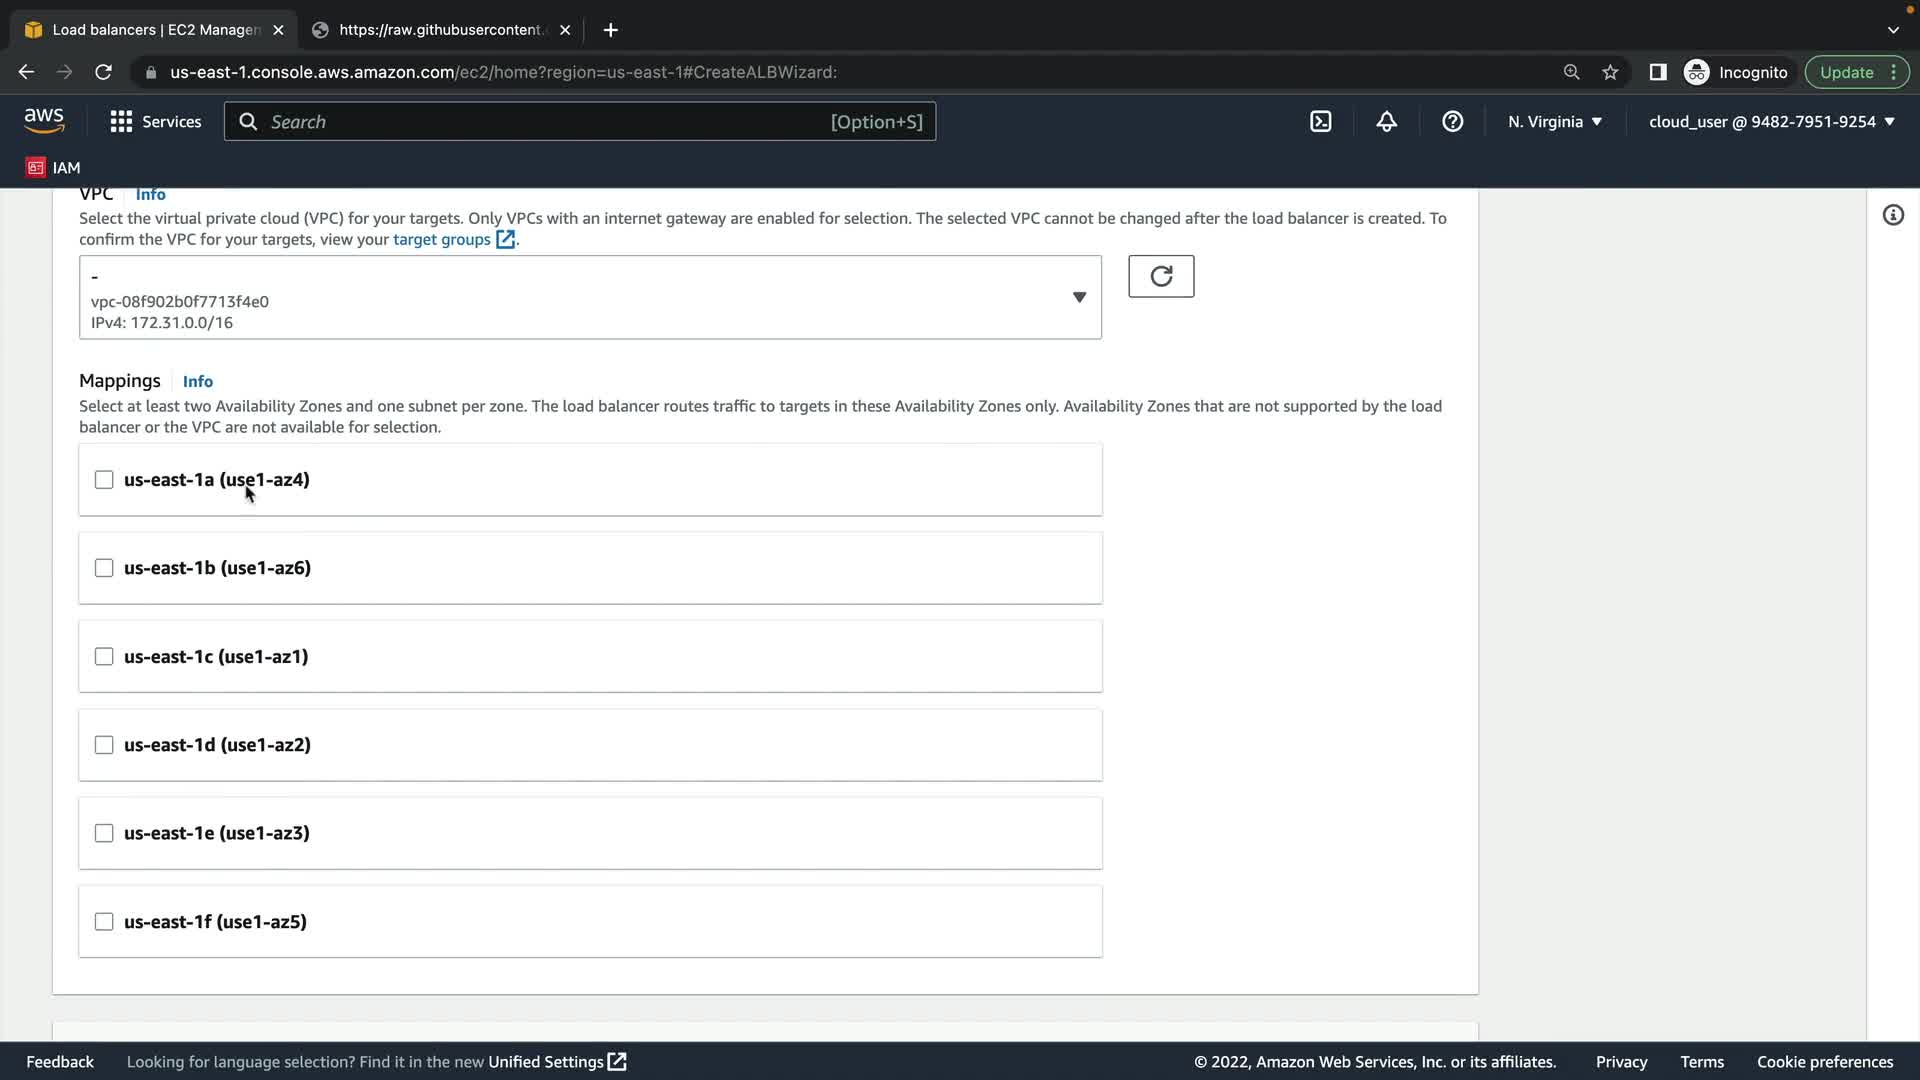 Load balancers | EC2 Manager
https://raw.githubusercontent.
us-east-1.console.aws.amazon.com/ec2/home?region=us-east-1#CreateALBWizard:
Incognito
Update
aws
Services
Search
[Option+S]
N. Virginia
cloud_user @ 9482-7951-9254
IAM
VPC Info
Select the virtual private cloud (VPC) for your targets. Only VPCs with an internet gateway are enabled for selection. The selected VPC cannot be changed after the load balancer is created. To
confirm the VPC for your targets, view your target groups.
-
vpc-08f902b0f7713f4e0
IPv4: 172.31.0.0/16
Mappings Info
Select at least two Availability Zones and one subnet per zone. The load balancer routes traffic to targets in these Availability Zones only. Availability Zones that are not supported by the load
balancer or the VPC are not available for selection.
us-east-1a (use1-az4)
us-east-1b (use1-az6)
us-east-1c (use1-az1)
us-east-1d (use1-az2)
us-east-1e (use1-az3)
us-east-1f (use1-az5)
Feedback
Looking for language selection? Find it in the new Unified Settings
© 2022, Amazon Web Services, Inc. or its affiliates.
Privacy
Terms
Cookie preferences